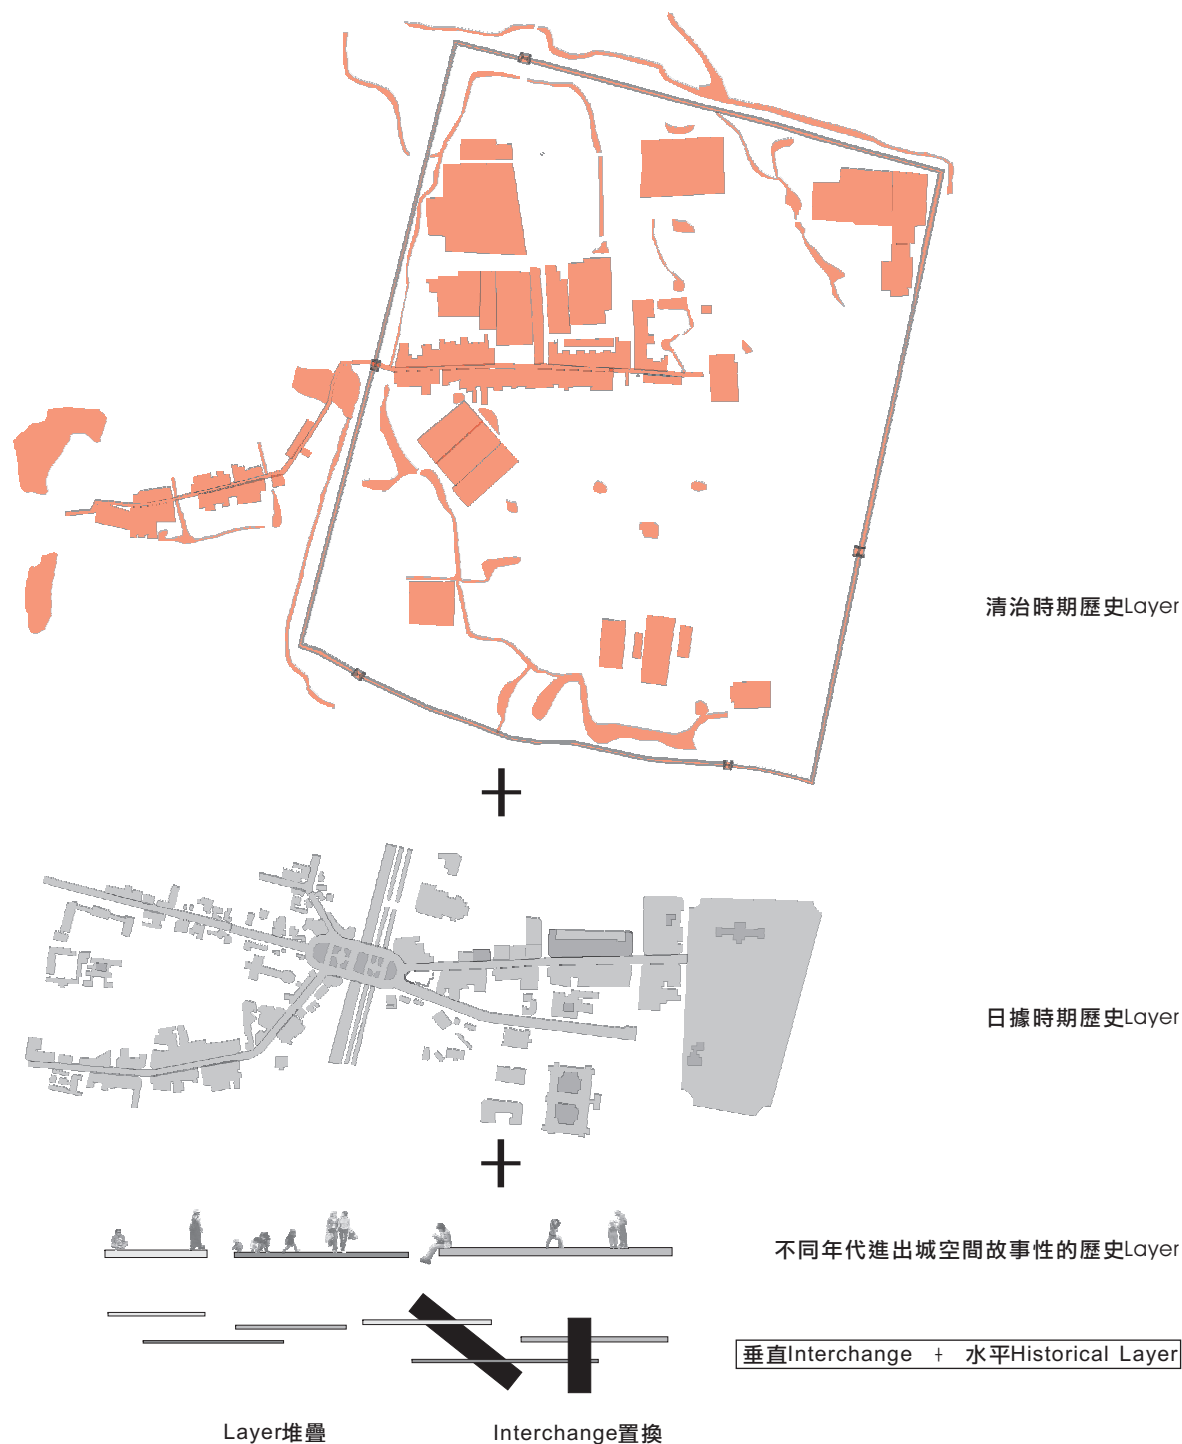 清治時期歷史Layer
日據時期歷史Layer
不同年代進出城空間故事性的歷史Layer
垂直Interchange + 水平Historical Layer
Layer堆疊
Interchange置換